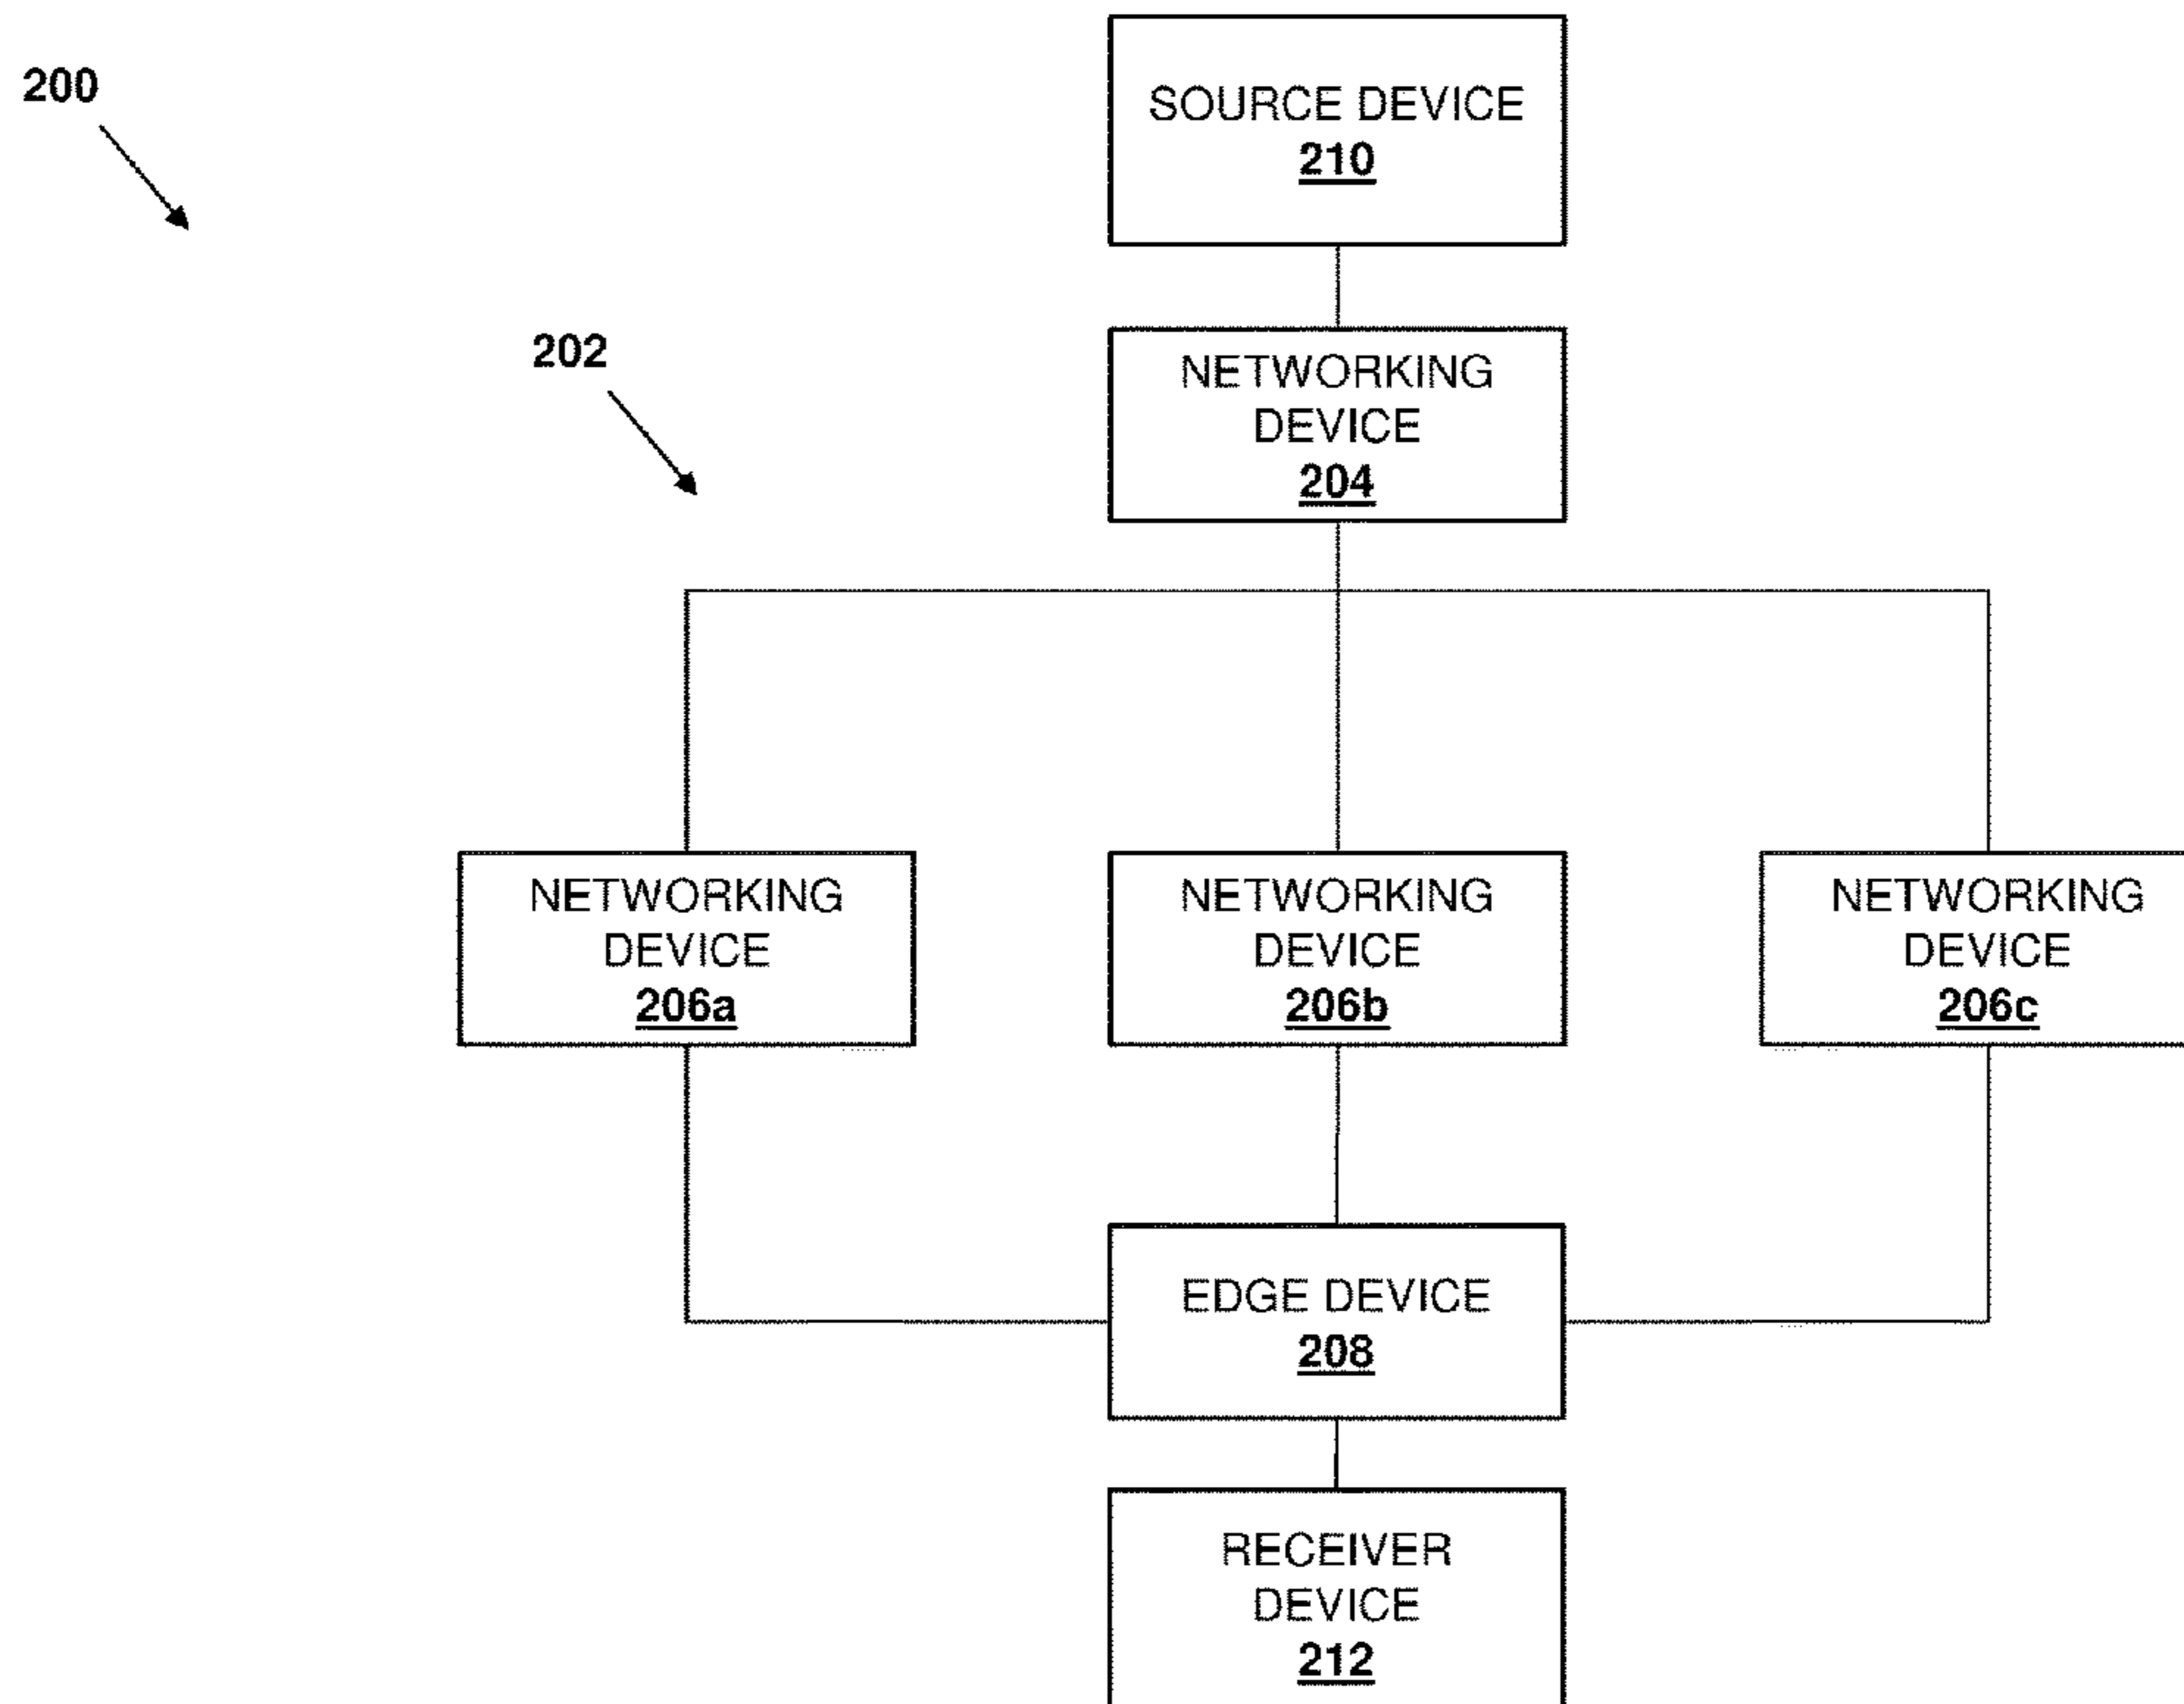 200
SOURCE DEVICE
210
202
NETWORKING
DEVICE
204
NETWORKING
DEVICE
206a
NETWORKING
DEVICE
206b
NETWORKING
DEVICE
206c
EDGE DEVICE
208
RECEIVER
DEVICE
212